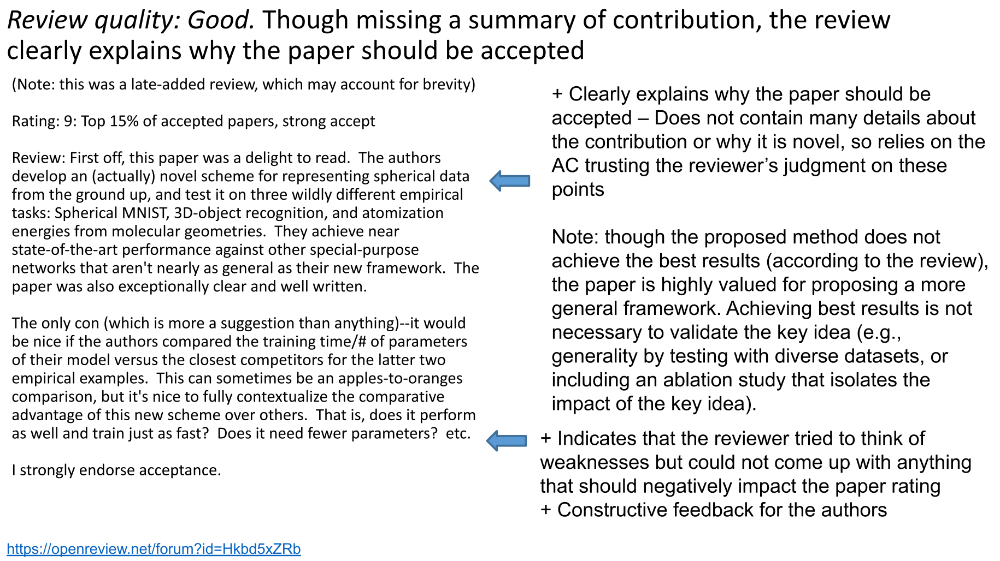 Review quality: Good. Though missing a summary of contribution, the review
clearly explains why the paper should be accepted
(Note: this was a late-added review, which may account for brevity)
Rating: 9: Top 15% of accepted papers, strong accept
Review: First off, this paper was a delight to read.  The authors
develop an (actually) novel scheme for representing spherical data
from the ground up, and test it on three wildly different empirical
tasks: Spherical MNIST, 3D-object recognition, and atomization
energies from molecular geometries.  They achieve near
state-of-the-art performance against other special-purpose
networks that aren't nearly as general as their new framework.  The
paper was also exceptionally clear and well written.
The only con (which is more a suggestion than anything)--it would
be nice if the authors compared the training time/# of parameters
of their model versus the closest competitors for the latter two
empirical examples.  This can sometimes be an apples-to-oranges
comparison, but it's nice to fully contextualize the comparative
advantage of this new scheme over others.  That is, does it perform
as well and train just as fast?  Does it need fewer parameters?  etc.
I strongly endorse acceptance.
+ Clearly explains why the paper should be
accepted – Does not contain many details about
the contribution or why it is novel, so relies on the
AC trusting the reviewer’s judgment on these
points
Note: though the proposed method does not
achieve the best results (according to the review),
the paper is highly valued for proposing a more
general framework. Achieving best results is not
necessary to validate the key idea (e.g.,
generality by testing with diverse datasets, or
including an ablation study that isolates the
impact of the key idea).
+ Indicates that the reviewer tried to think of
weaknesses but could not come up with anything
that should negatively impact the paper rating
+ Constructive feedback for the authors
https://openreview.net/forum?id=Hkbd5xZRb